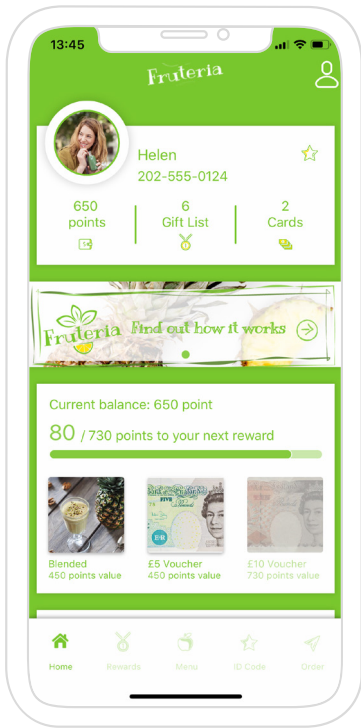 13:45
Fruteria
Helen
202-555-0124
650 6 2
points Gift List Cards
Fruteria Find out how it works
Current balance: 650 point
80 / 730 points to your next reward
FIVE
Blended £5 Voucher £10 Voucher
450 points value 450 points value 730 points value
Home Rewards Menu ID Code Order